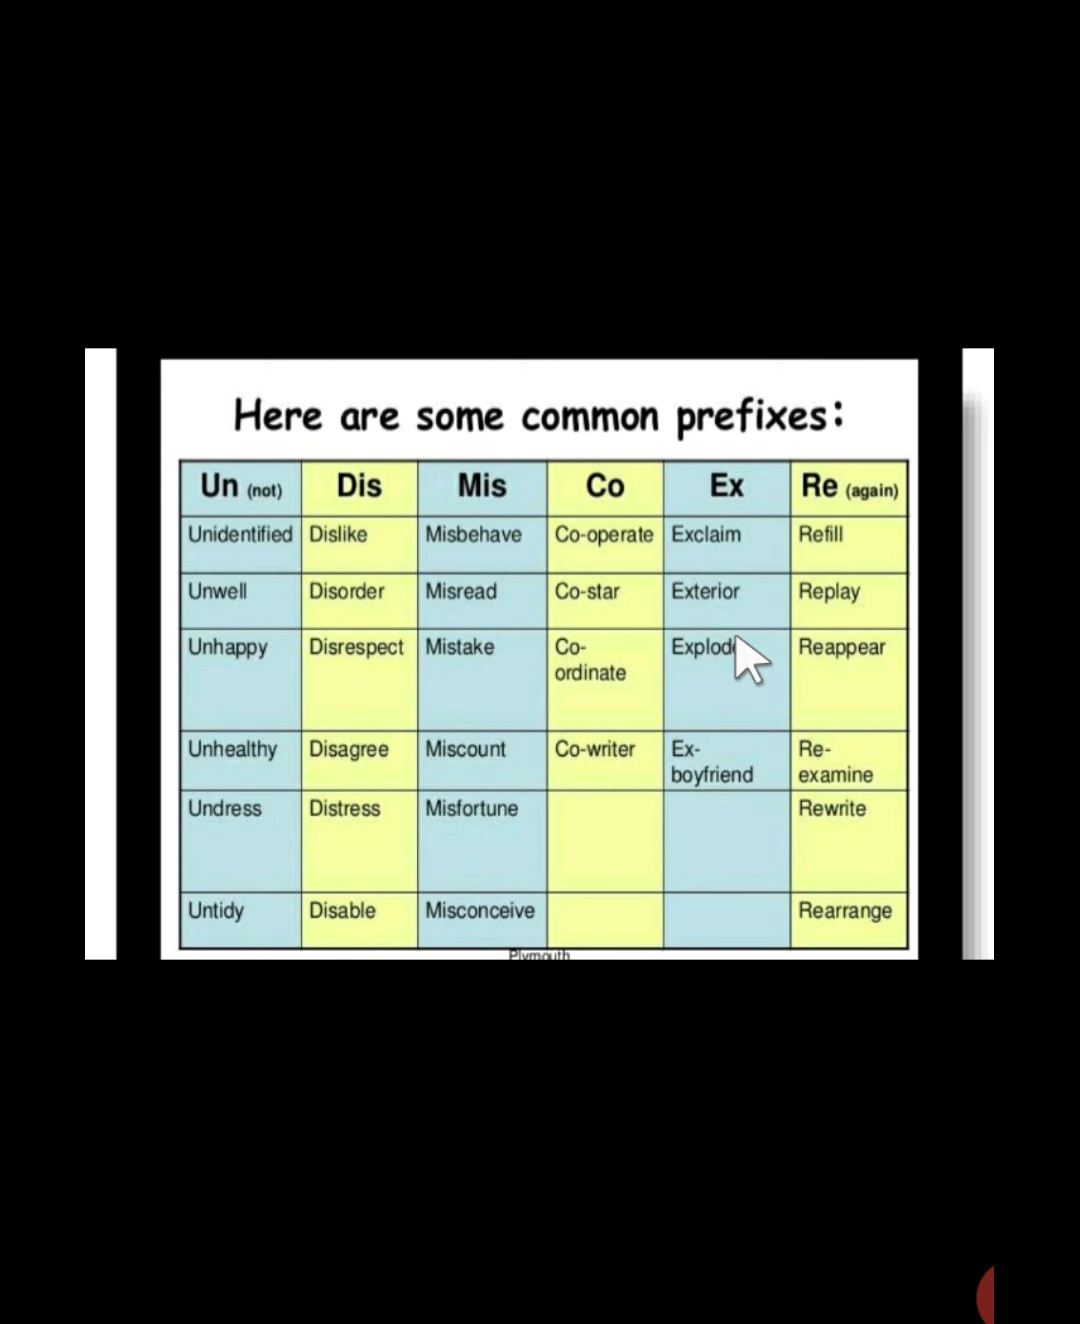 Here are some common prefixes:
Un (not) Dis Mis Co Ex Re (again)
Unidentified Dislike Misbehave Co-operate Exclaim Refill
Unwell Disorder Misread Co-star Exterior Replay
Unhappy Disrespect Mistake Co- Explod Reappear
ordinate
Unhealthy Disagree Miscount Co-writer Ex- Re-
boyfriend examine
Undress Distress Misfortune Rewrite
Untidy Disable Misconceive Rearrange
Plymouth